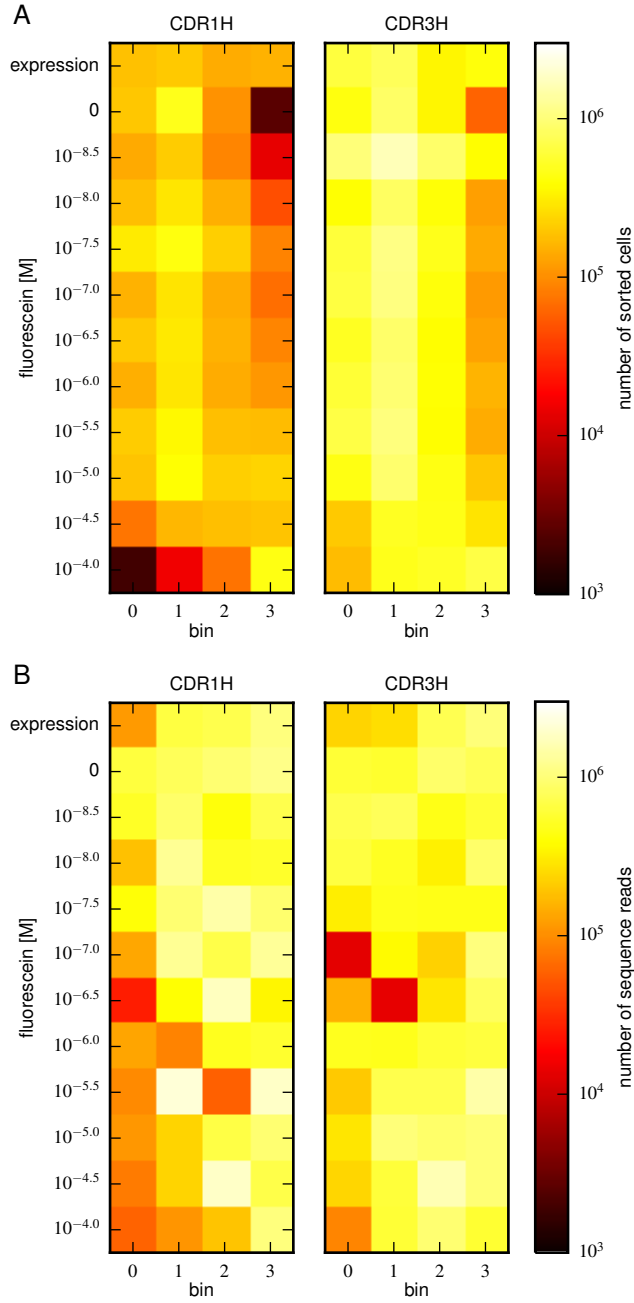 A
CDR1H CDR3H
expression
0
10^−8.5
10^−8.0
10^−7.5
10^−7.0
10^−6.5
10^−6.0
10^−5.5
10^−5.0
10^−4.5
10^−4.0
fluorescein [M]
0 1 2 3 0 1 2 3
bin bin
10^6
10^5
10^4
10^3
number of sorted cells
B
CDR1H CDR3H
expression
0
10^−8.5
10^−8.0
10^−7.5
10^−7.0
10^−6.5
10^−6.0
10^−5.5
10^−5.0
10^−4.5
10^−4.0
fluorescein [M]
0 1 2 3 0 1 2 3
bin bin
10^6
10^5
10^4
10^3
number of sequence reads